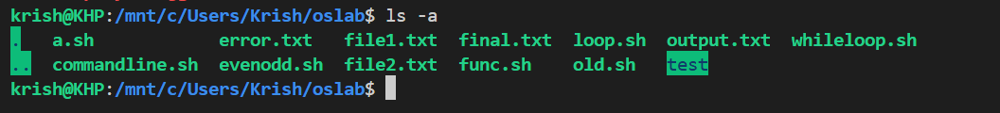 krish@KHP:/mnt/c/Users/Krish/oslab$ ls -a
.   a.sh            error.txt   file1.txt  final.txt  loop.sh  output.txt  whileloop.sh
..  commandline.sh  evenodd.sh  file2.txt  func.sh    old.sh   test
krish@KHP:/mnt/c/Users/Krish/oslab$